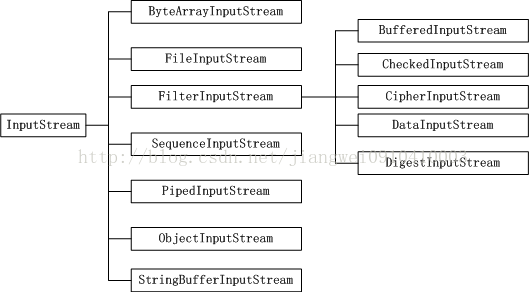 ByteArrayInputStream
BufferedInputStream
FileInputStream
CheckedInputStream
FilterInputStream
CipherInputStream
InputStream
DataInputStream
SequenceInputStream
DigestInputStream
PipedInputStream
ObjectInputStream
StringBufferInputStream